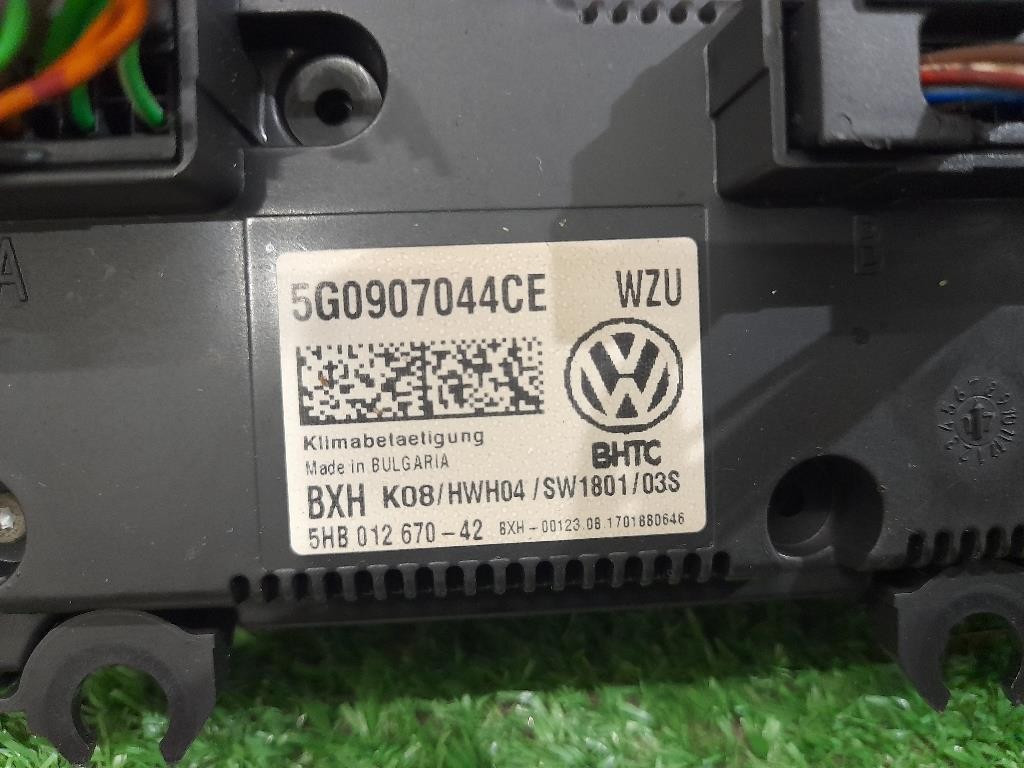 5G0907044CE WZU
Klimabetaetigung
Made in BULGARIA
BHTC
BXH K08/HWH04/SW1801/03S
5HB 012 670-42 BXH-00123.08.1701880646
A